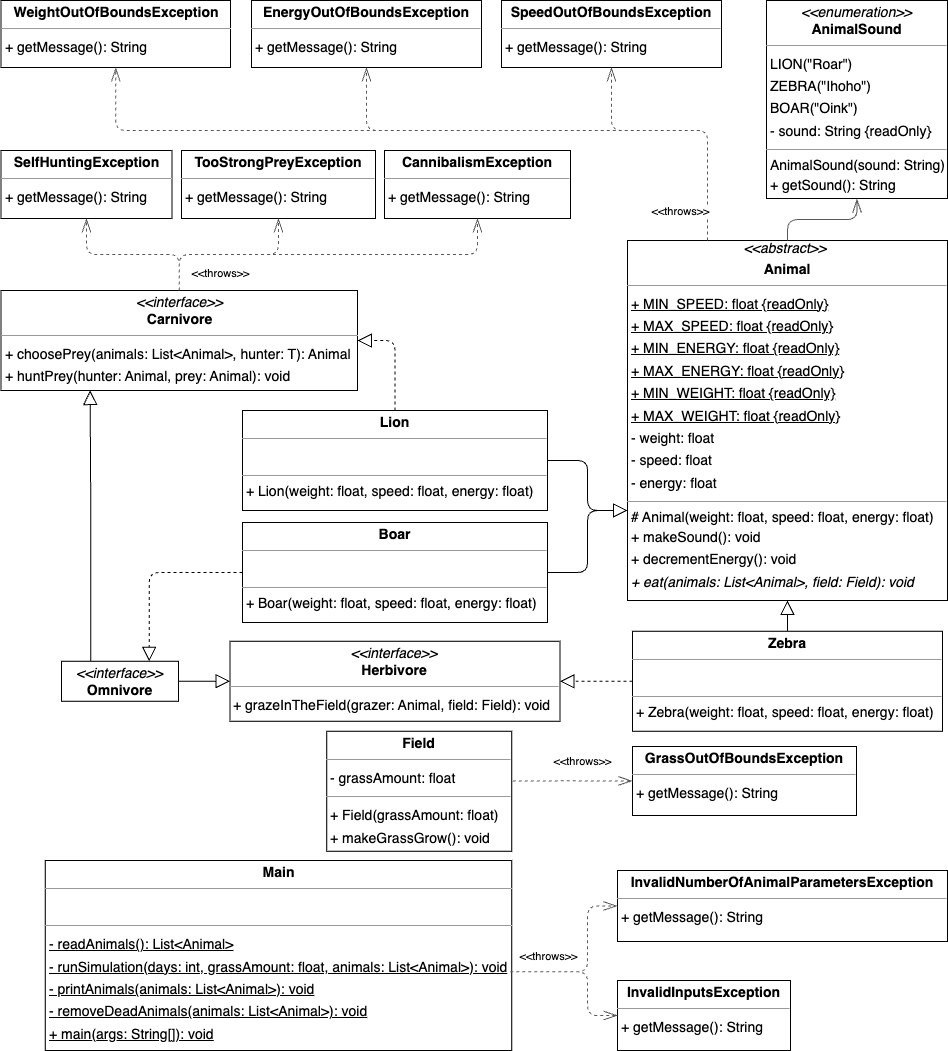 WeightOutOfBoundsException
+ getMessage(): String
EnergyOutOfBoundsException
+ getMessage(): String
SpeedOutOfBoundsException
+ getMessage(): String
<<enumeration>>
AnimalSound
LION("Roar")
ZEBRA("Ihoho")
BOAR("Oink")
- sound: String {readOnly}
AnimalSound(sound: String)
+ getSound(): String
SelfHuntingException
+ getMessage(): String
TooStrongPreyException
+ getMessage(): String
CannibalismException
+ getMessage(): String
<<throws>>
<<throws>>
<<interface>>
Carnivore
+ choosePrey(animals: List<Animal>, hunter: T): Animal
+ huntPrey(hunter: Animal, prey: Animal): void
<<abstract>>
Animal
+ MIN_SPEED: float {readOnly}
+ MAX_SPEED: float {readOnly}
+ MIN_ENERGY: float {readOnly}
+ MAX_ENERGY: float {readOnly}
+ MIN_WEIGHT: float {readOnly}
+ MAX_WEIGHT: float {readOnly}
- weight: float
- speed: float
- energy: float
# Animal(weight: float, speed: float, energy: float)
+ makeSound(): void
+ decrementEnergy(): void
+ eat(animals: List<Animal>, field: Field): void
Lion
+ Lion(weight: float, speed: float, energy: float)
Boar
+ Boar(weight: float, speed: float, energy: float)
<<interface>>
Omnivore
<<interface>>
Herbivore
+ grazeInTheField(grazer: Animal, field: Field): void
Zebra
+ Zebra(weight: float, speed: float, energy: float)
Field
- grassAmount: float
+ Field(grassAmount: float)
+ makeGrassGrow(): void
<<throws>>
GrassOutOfBoundsException
+ getMessage(): String
Main
- readAnimals(): List<Animal>
- runSimulation(days: int, grassAmount: float, animals: List<Animal>): void
- printAnimals(animals: List<Animal>): void
- removeDeadAnimals(animals: List<Animal>): void
+ main(args: String[]): void
<<throws>>
InvalidNumberOfAnimalParametersException
+ getMessage(): String
InvalidInputsException
+ getMessage(): String